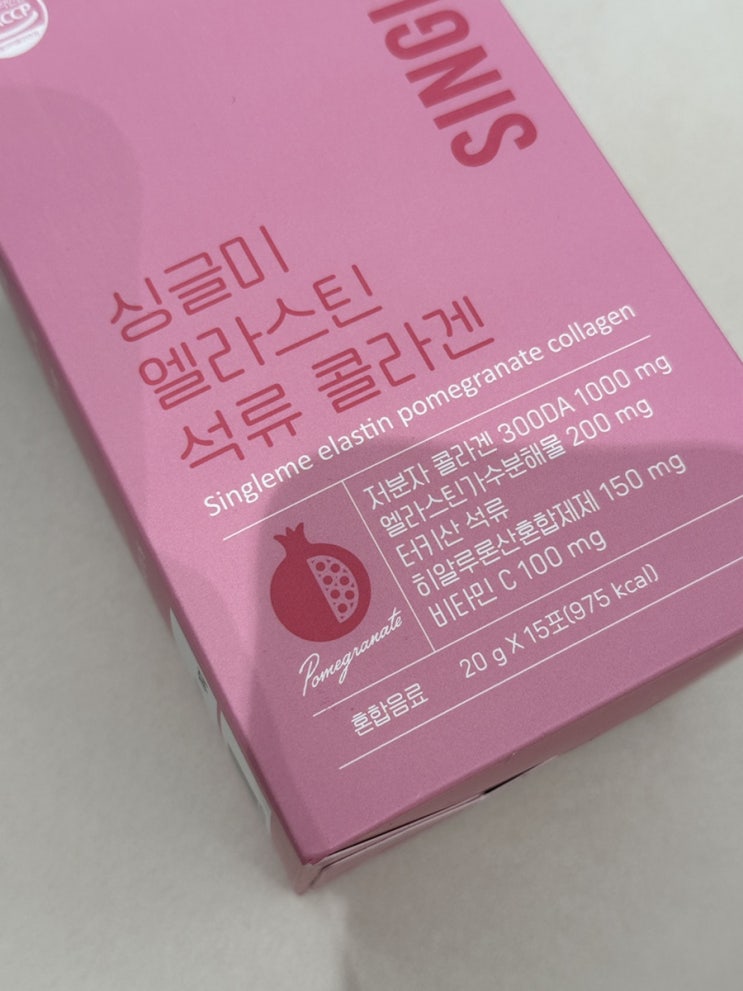 CCP
SINGL
싱글미
엘라스틴
석류 콜라겐
Singleme elastin pomegranate collagen
저분자 콜라겐 300DA 1000 mg
엘라스틴가수분해물 200 mg
터키산 석류
히알루론산혼합제제 150 mg
비타민 C 100 mg
Pomegranate
혼합음료
20 g X 15포(975 kcal)